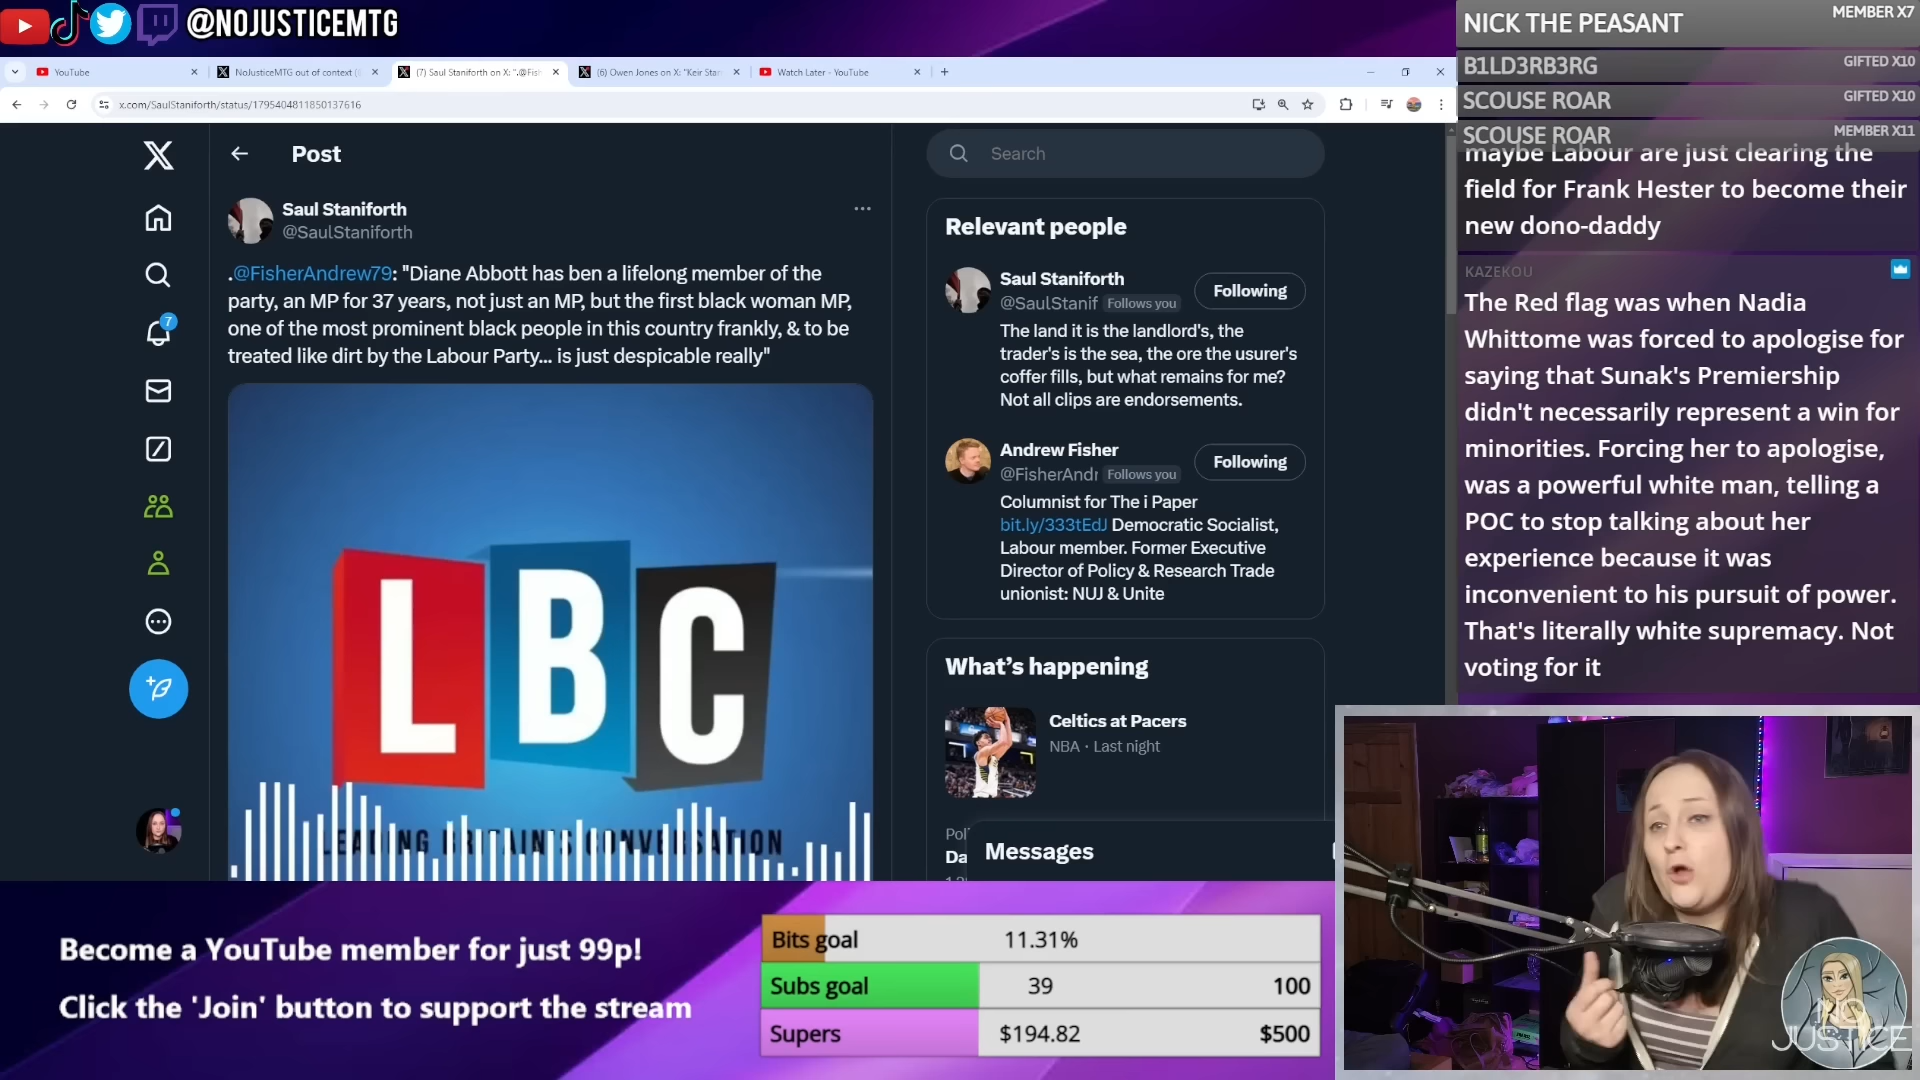 @NOJUSTICEMTG
YouTube
NoJusticeMTG out of context (
(7) Saul Staniforth on X: ".@Fish
(6) Owen Jones on X: "Keir Star
Watch Later - YouTube
x.com/SaulStaniforth/status/1795404811850137616
Post
Saul Staniforth
@SaulStaniforth
.@FisherAndrew79: "Diane Abbott has ben a lifelong member of the
party, an MP for 37 years, not just an MP, but the first black woman MP,
one of the most prominent black people in this country frankly, & to be
treated like dirt by the Labour Party... is just despicable really"
LBC
LEADING BRITAIN'S CONVERSATION
7
Search
Relevant people
Saul Staniforth
@SaulStanif Follows you
Following
The land it is the landlord's, the
trader's is the sea, the ore the usurer's
coffer fills, but what remains for me?
Not all clips are endorsements.
Andrew Fisher
@FisherAndr Follows you
Following
Columnist for The i Paper
bit.ly/333tEdJ Democratic Socialist,
Labour member. Former Executive
Director of Policy & Research Trade
unionist: NUJ & Unite
What's happening
Celtics at Pacers
NBA · Last night
Messages
NICK THE PEASANT MEMBER X7
B1LD3RB3RG GIFTED X10
SCOUSE ROAR GIFTED X10
SCOUSE ROAR MEMBER X11
maybe Labour are just clearing the
field for Frank Hester to become their
new dono-daddy
KAZEKOU
The Red flag was when Nadia
Whittome was forced to apologise for
saying that Sunak's Premiership
didn't necessarily represent a win for
minorities. Forcing her to apologise,
was a powerful white man, telling a
POC to stop talking about her
experience because it was
inconvenient to his pursuit of power.
That's literally white supremacy. Not
voting for it
Become a YouTube member for just 99p!
Click the 'Join' button to support the stream
Bits goal 11.31%
Subs goal 39 100
Supers $194.82 $500
NO
JUSTICE